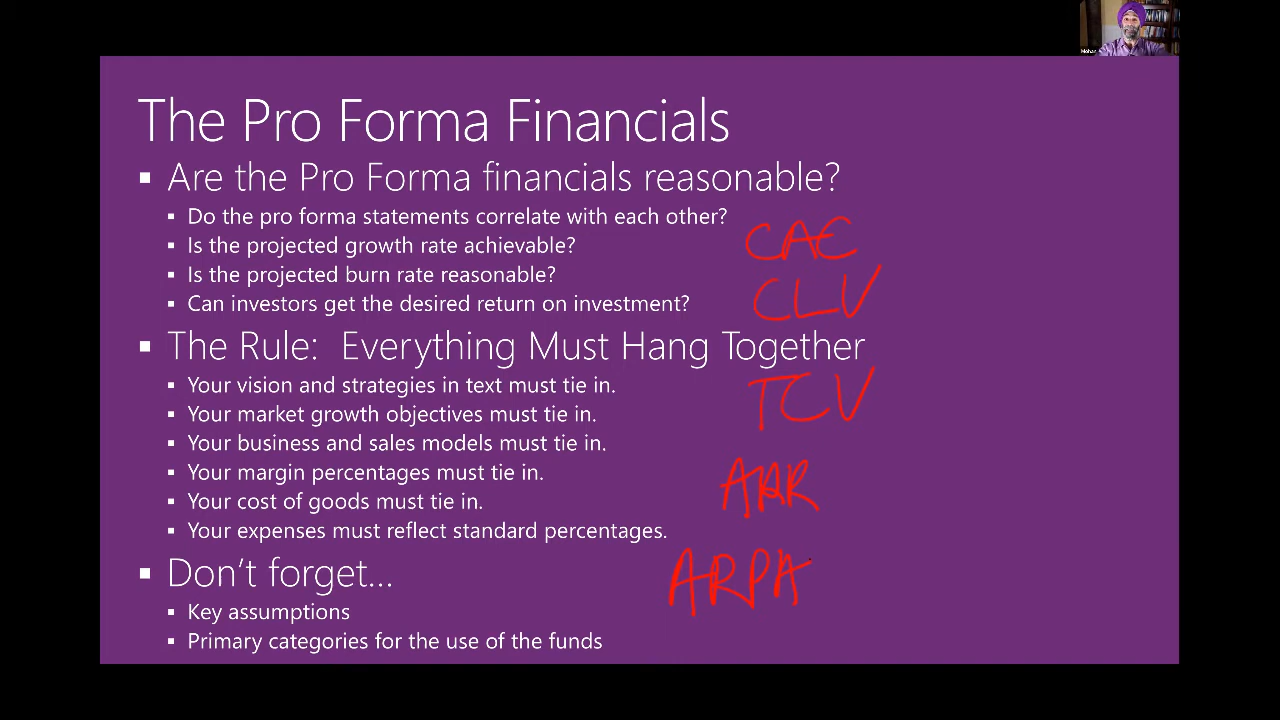 Mohan
The Pro Forma Financials
▪ Are the Pro Forma financials reasonable?
▪ Do the pro forma statements correlate with each other?
▪ Is the projected growth rate achievable?
CAC
▪ Is the projected burn rate reasonable?
▪ Can investors get the desired return on investment?
CLV
▪ The Rule: Everything Must Hang Together
▪ Your vision and strategies in text must tie in.
TCV
▪ Your market growth objectives must tie in.
▪ Your business and sales models must tie in.
▪ Your margin percentages must tie in.
ARR
▪ Your cost of goods must tie in.
▪ Your expenses must reflect standard percentages.
▪ Don't forget...
ARPA
▪ Key assumptions
▪ Primary categories for the use of the funds